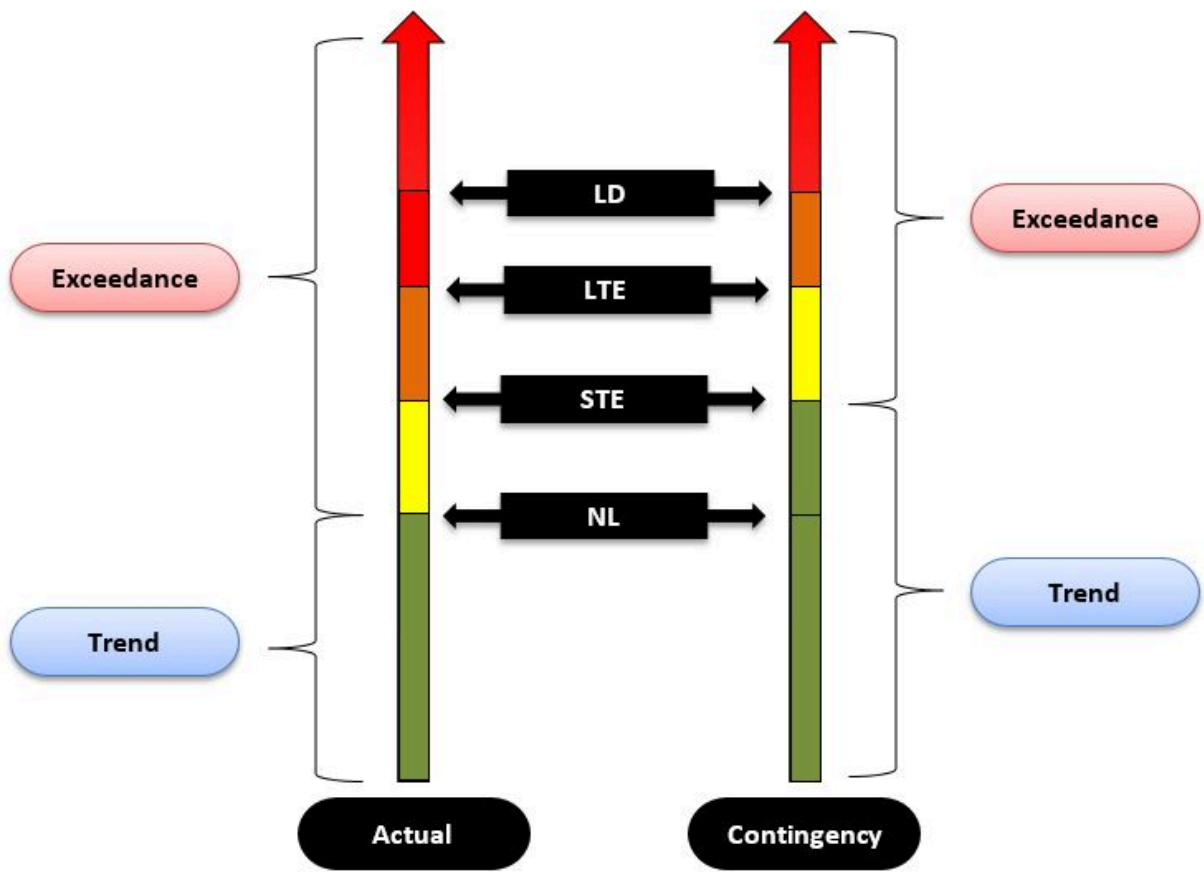 LD
Exceedance
Exceedance
LTE
STE
NL
Trend
Trend
Actual
Contingency